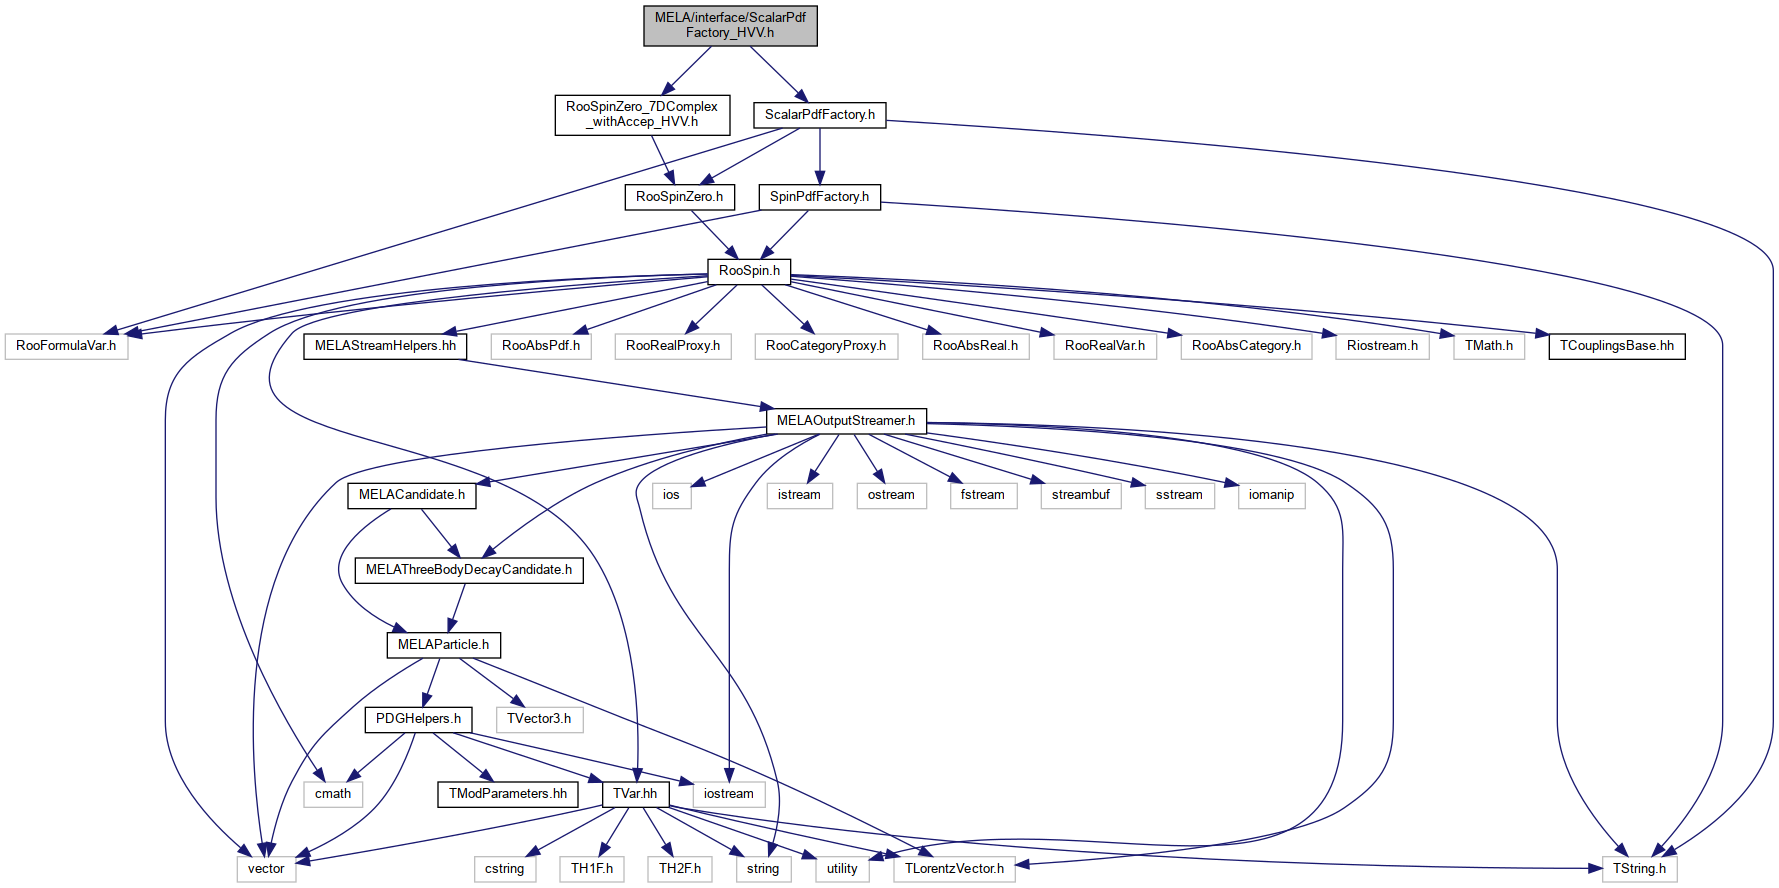 MELA/interface/ScalarPdf
Factory_HVV.h
RooSpinZero_7DComplex
_withAccep_HVV.h
ScalarPdfFactory.h
RooSpinZero.h
SpinPdfFactory.h
RooSpin.h
RooFormulaVar.h
MELAStreamHelpers.hh
RooAbsPdf.h
RooRealProxy.h
RooCategoryProxy.h
RooAbsReal.h
RooRealVar.h
RooAbsCategory.h
Riostream.h
TMath.h
TCouplingsBase.hh
MELAOutputStreamer.h
MELACandidate.h
ios
istream
ostream
fstream
streambuf
sstream
iomanip
MELAThreeBodyDecayCandidate.h
MELAParticle.h
PDGHelpers.h
TVector3.h
cmath
TModParameters.hh
TVar.hh
iostream
vector
cstring
TH1F.h
TH2F.h
string
utility
TLorentzVector.h
TString.h